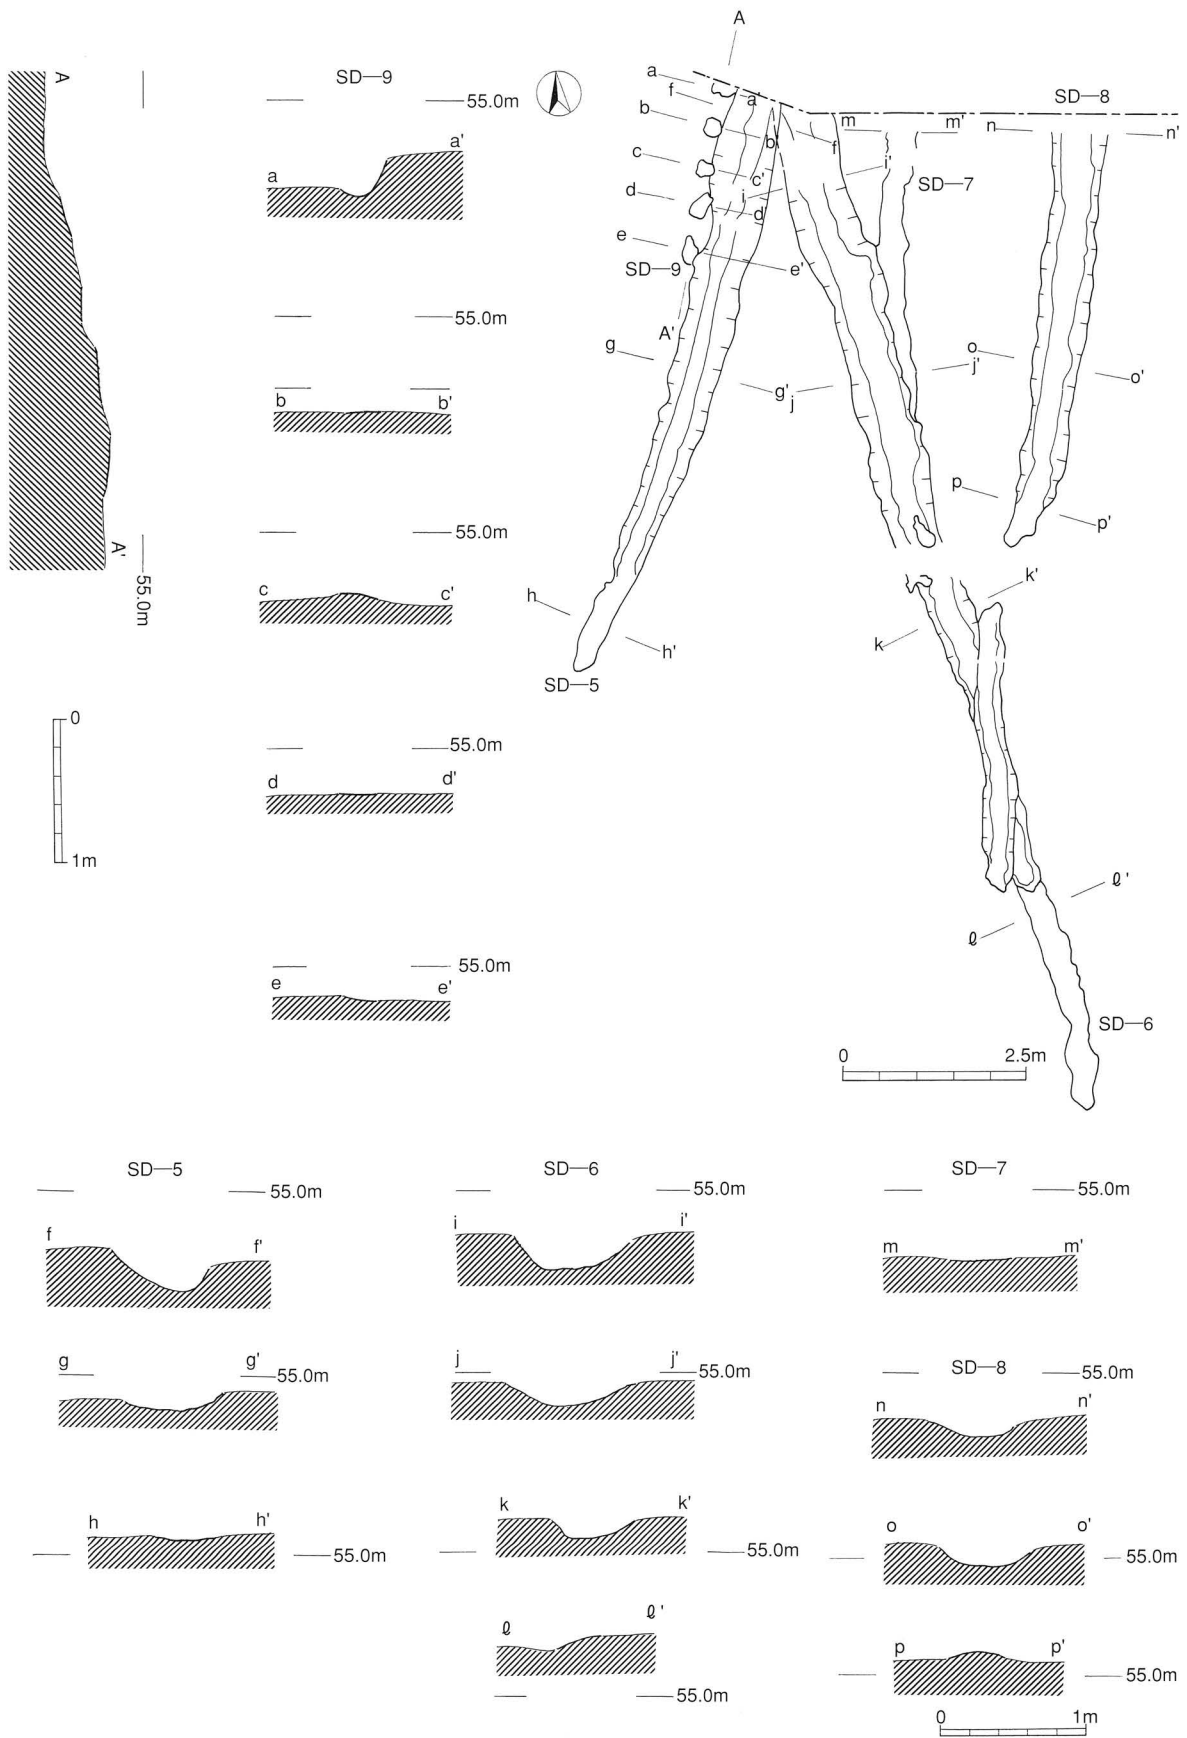 A
A'
55.0m
0
1m
SD—9
55.0m
a
a'
55.0m
b
b'
55.0m
c
c'
55.0m
d
d'
55.0m
e
e'
A
a
f
b
c
d
e
SD—9
A'
g
h
a'
b'
c'
d'
e'
i
g'
h'
SD—5
SD—8
m
m'
n
n'
f'
i'
SD—7
j
j'
o
o'
p
p'
k
k'
ℓ
ℓ'
SD—6
0
2.5m
SD—5
55.0m
f
f'
g
g'
55.0m
h
h'
55.0m
SD—6
55.0m
i
i'
j
j'
55.0m
k
k'
55.0m
ℓ
ℓ'
55.0m
SD—7
55.0m
m
m'
SD—8
55.0m
n
n'
o
o'
55.0m
p
p'
55.0m
0
1m